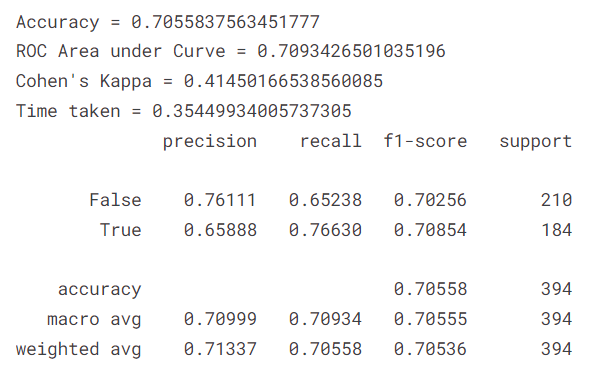 Accuracy = 0.7055837563451777
ROC Area under Curve = 0.7093426501035196
Cohen's Kappa = 0.41450166538560085
Time taken = 0.35449934005737305
precision recall f1-score support
False 0.76111 0.65238 0.70256 210
True 0.65888 0.76630 0.70854 184
accuracy 0.70558 394
macro avg 0.70999 0.70934 0.70555 394
weighted avg 0.71337 0.70558 0.70536 394